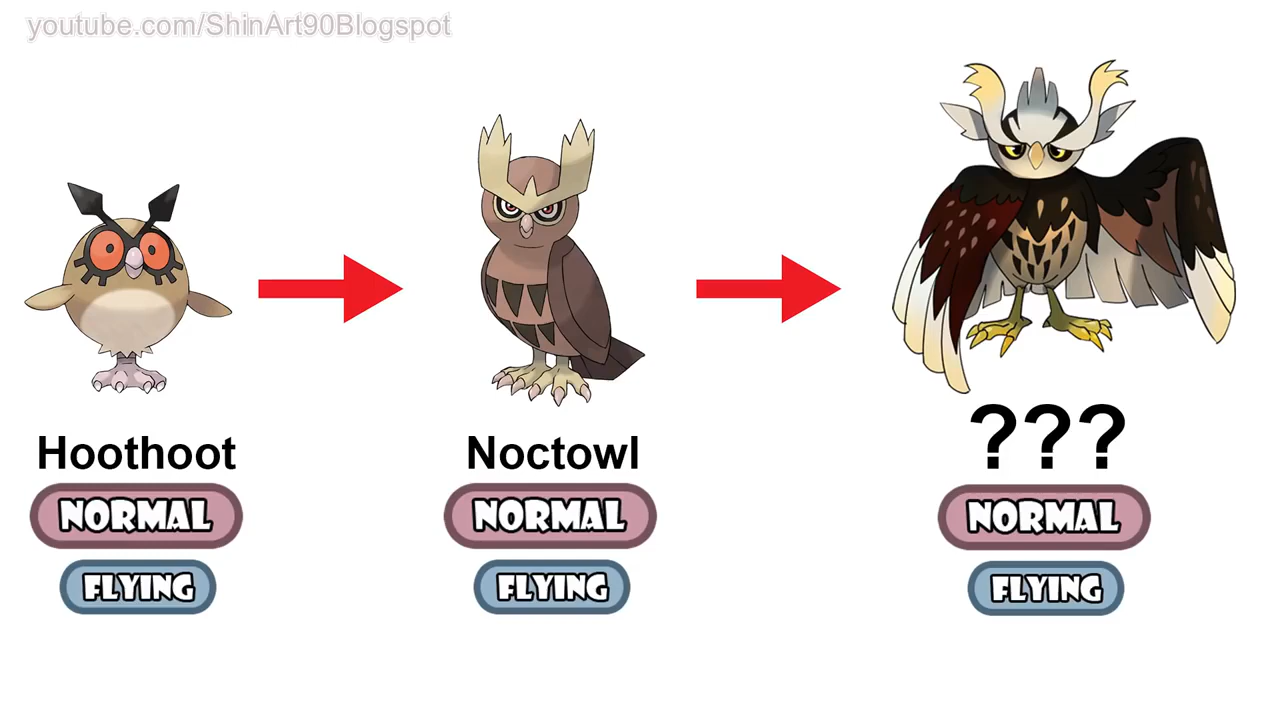 youtube.com/ShinArt90Blogspot
Hoothoot
Noctowl
???
NORMAL
NORMAL
NORMAL
FLYING
FLYING
FLYING